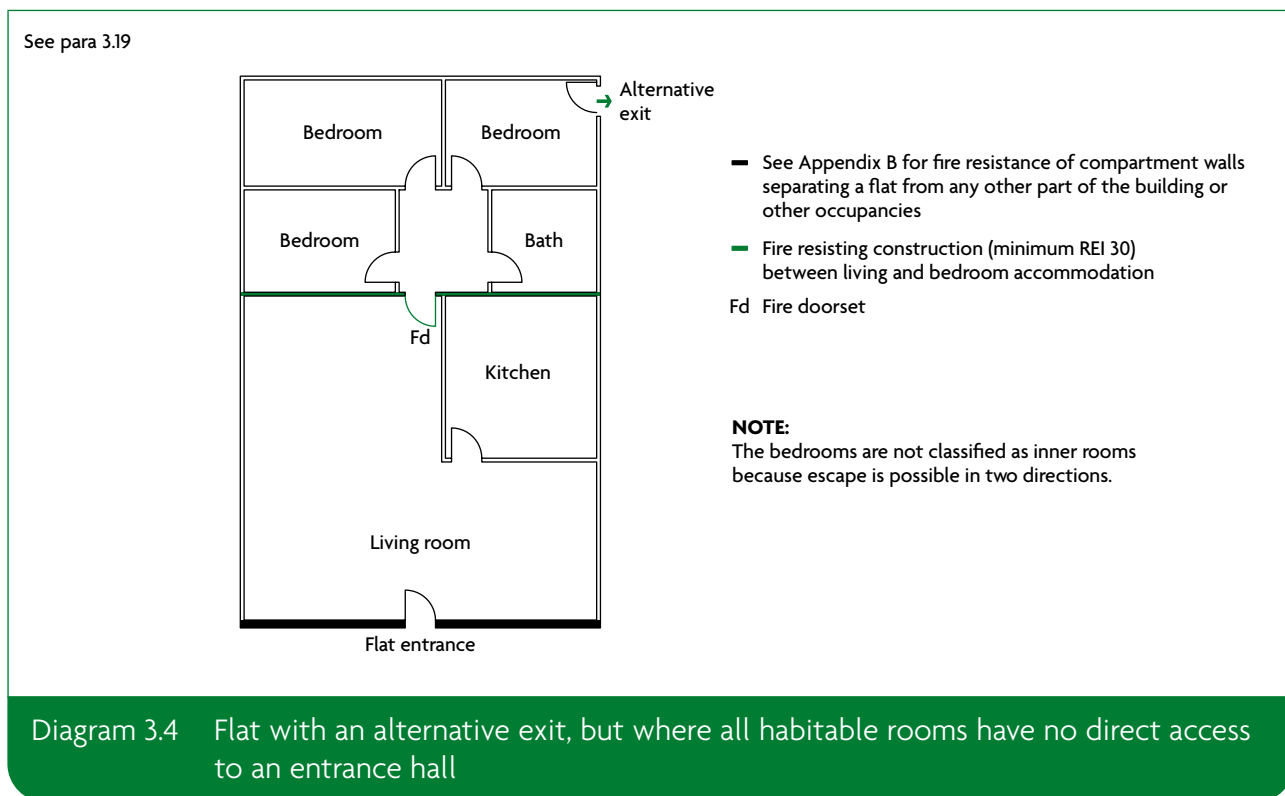 See para 3.19
Alternative
exit
Bedroom
Bedroom
Bedroom
Bath
Fd
Kitchen
Living room
Flat entrance
See Appendix B for fire resistance of compartment walls
separating a flat from any other part of the building or
other occupancies
Fire resisting construction (minimum REI 30)
between living and bedroom accommodation
Fd Fire doorset
NOTE:
The bedrooms are not classified as inner rooms
because escape is possible in two directions.
Diagram 3.4 Flat with an alternative exit, but where all habitable rooms have no direct access
to an entrance hall